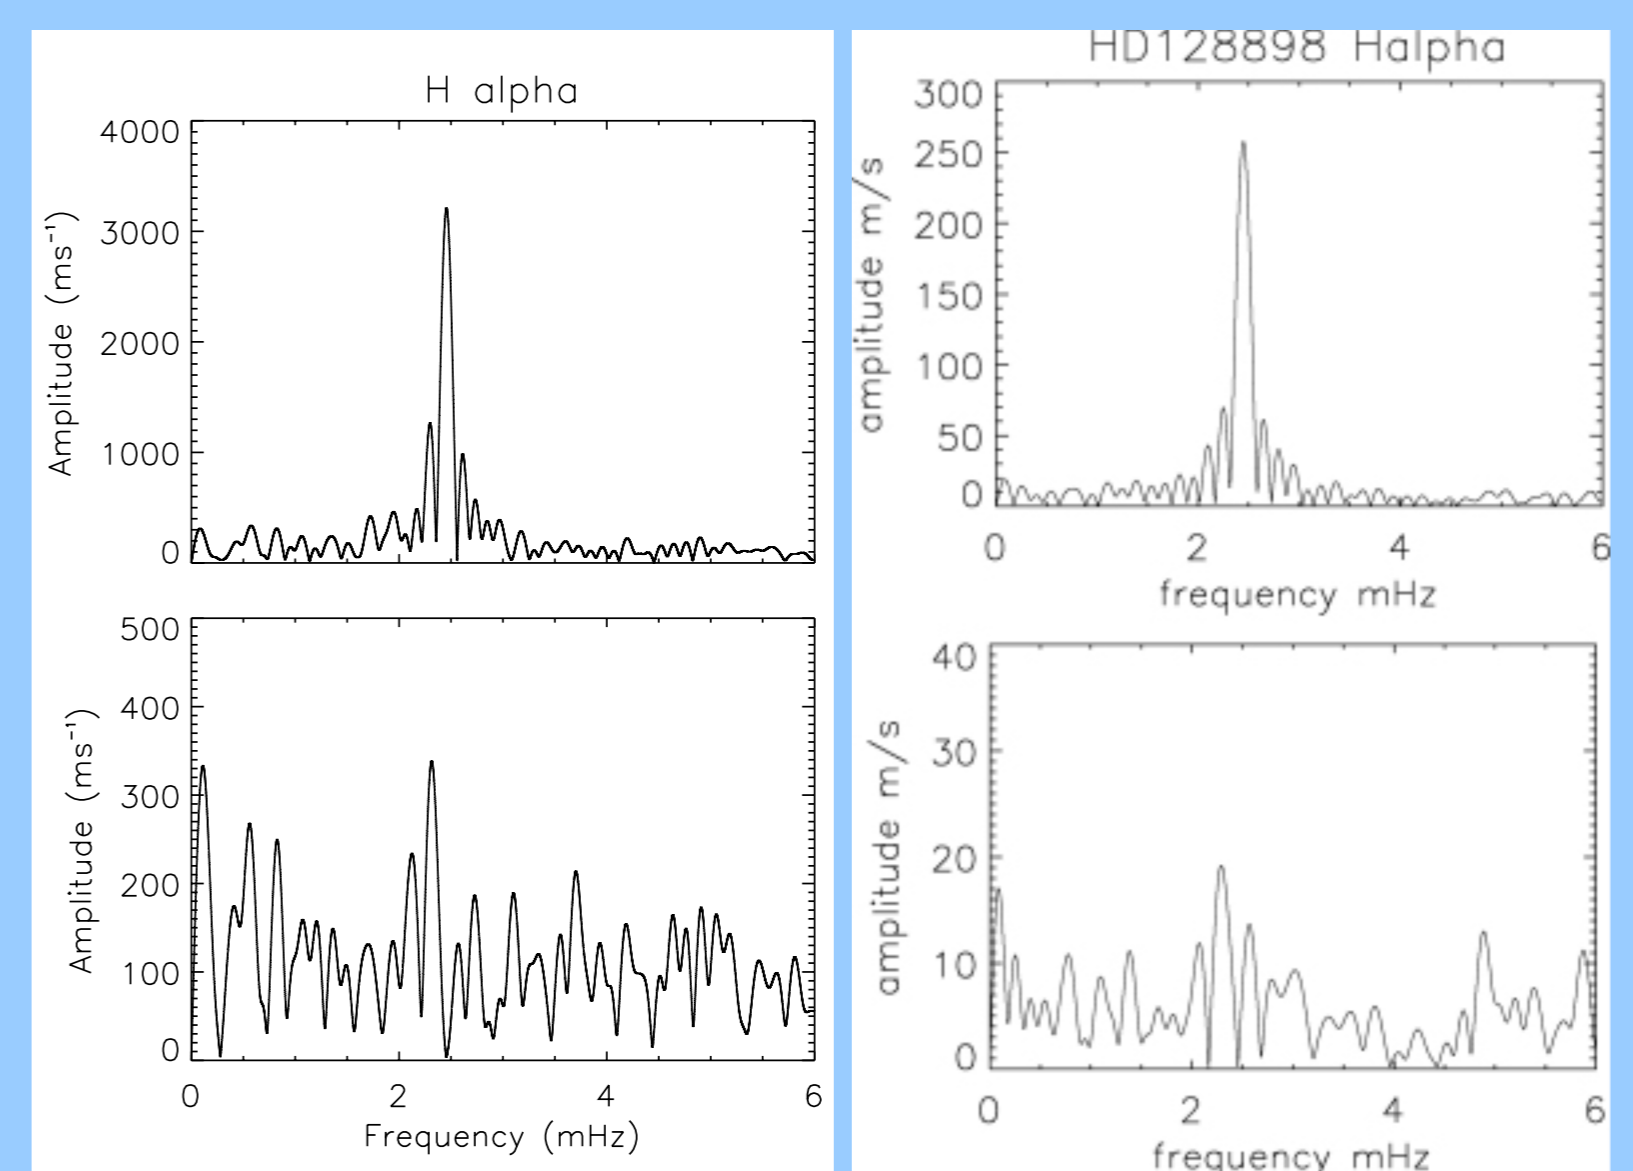 H alpha
4000
3000
2000
1000
0
Amplitude (ms⁻¹)
500
400
300
200
100
0
Amplitude (ms⁻¹)
0 2 4 6
Frequency (mHz)
HD128898 Halpha
300
250
200
150
100
50
0
amplitude m/s
0 2 4 6
frequency mHz
40
30
20
10
0
amplitude m/s
0 2 4 6
frequency mHz